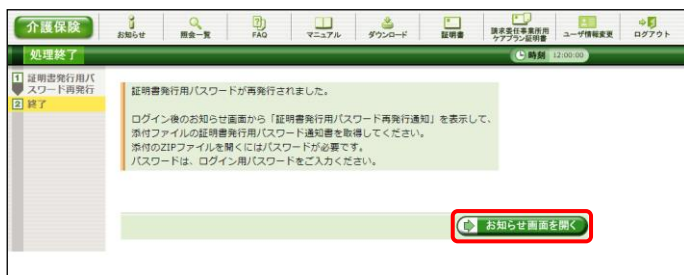 介護保険
お知らせ
照会一覧
FAQ
マニュアル
ダウンロード
証明書
請求委任事業所用
ケアプラン証明書
ユーザ情報変更
ログアウト
処理終了
時刻 12:00:00
1 証明書発行用パ
スワード再発行
2 終了
証明書発行用パスワードが再発行されました。
ログイン後のお知らせ画面から「証明書発行用パスワード再発行通知」を表示して、
添付ファイルの証明書発行用パスワード通知書を取得してください。
添付のZIPファイルを開くにはパスワードが必要です。
パスワードは、ログイン用パスワードをご入力ください。
お知らせ画面を開く